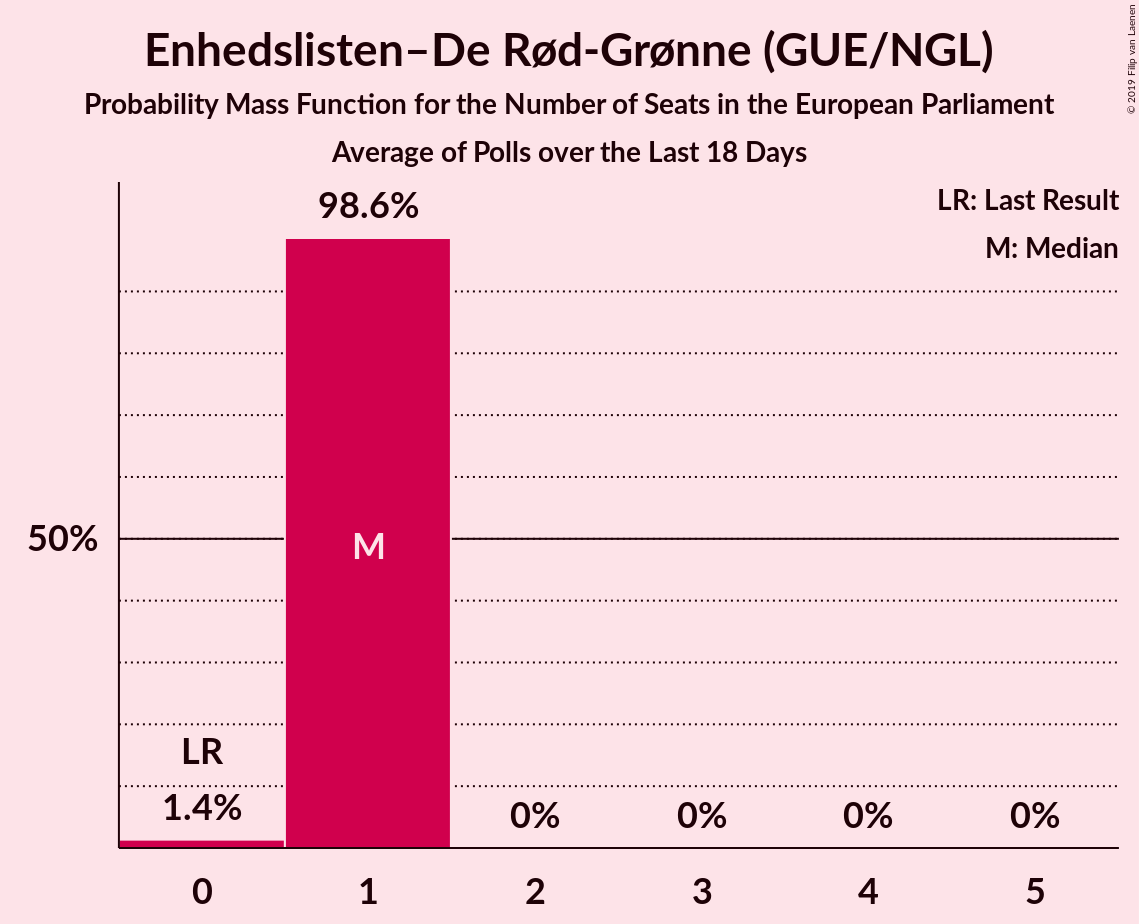 Enhedslisten–De Rød-Grønne (GUE/NGL)
Probability Mass Function for the Number of Seats in the European Parliament
Average of Polls over the Last 18 Days
© 2019 Filip van Laenen
LR: Last Result
M: Median
98.6%
50%
M
LR
1.4%
0%
0%
0%
0%
0
1
2
3
4
5